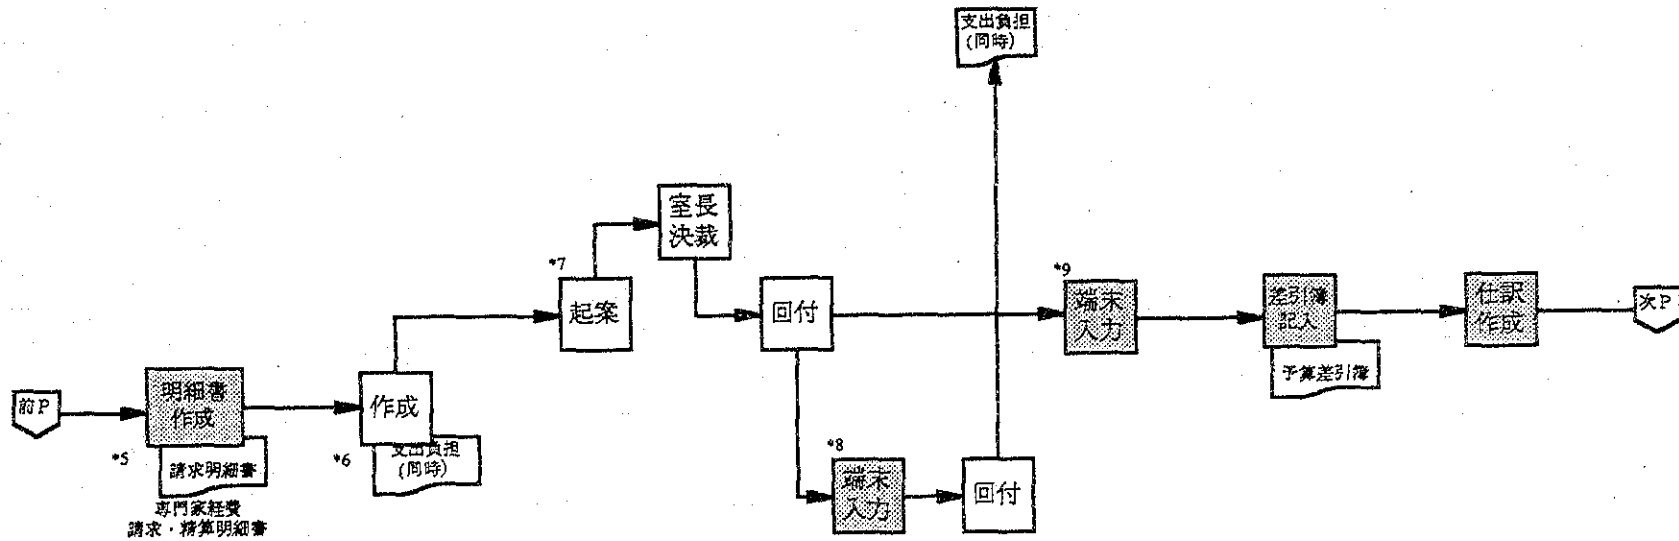 支出負担
(同時)
室長
決裁
*7
起案
回付
*9
端末
入力
差引簿
記入
予算差引簿
仕訳
作成
次P
前P
明細書
作成
*5
請求明細書
専門家経費
請求・精算明細書
作成
*6
支出負担
(同時)
*8
端末
入力
回付